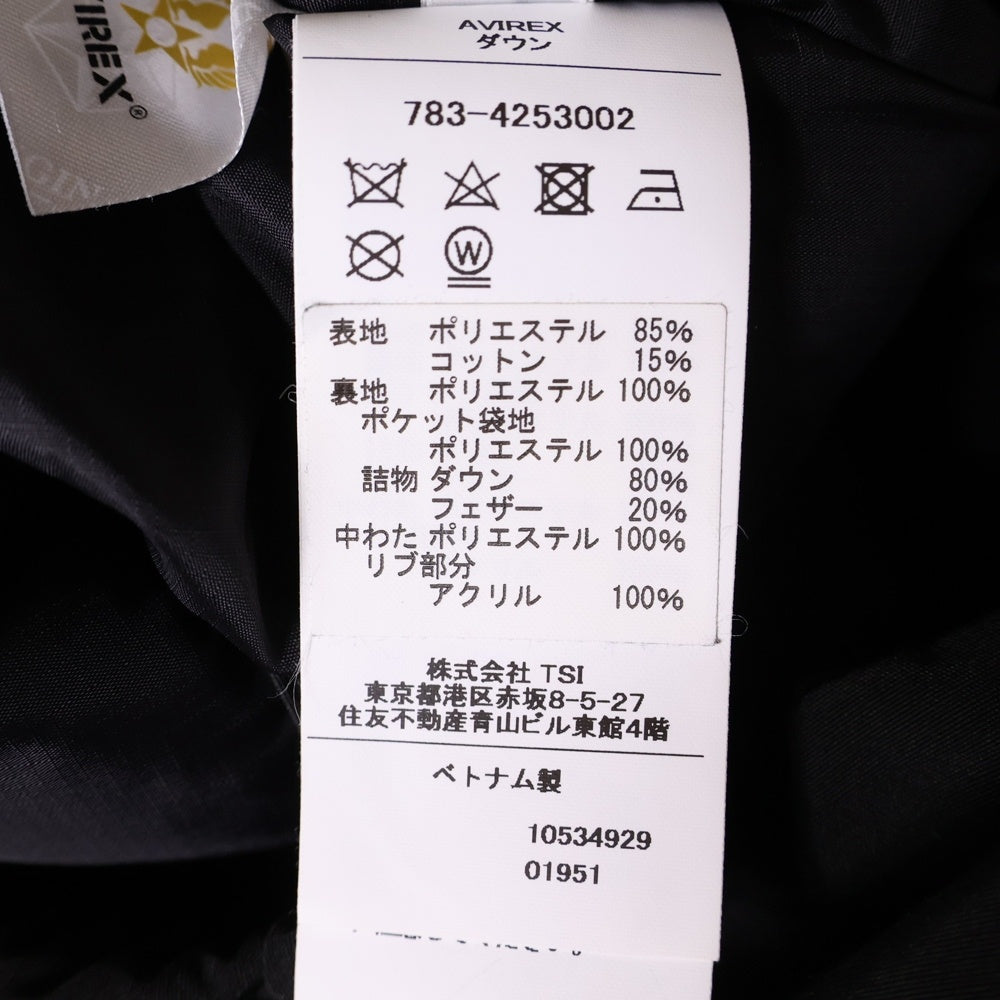 VIREX®
GIN
AVIREX
ダウン
783-4253002
W
表地 ポリエステル 85%
コットン 15%
裏地 ポリエステル 100%
ポケット袋地
ポリエステル 100%
詰物 ダウン 80%
フェザー 20%
中わた ポリエステル 100%
リブ部分
アクリル 100%
株式会社 TSI
東京都港区赤坂8-5-27
住友不動産青山ビル東館4階
ベトナム製
10534929
01951